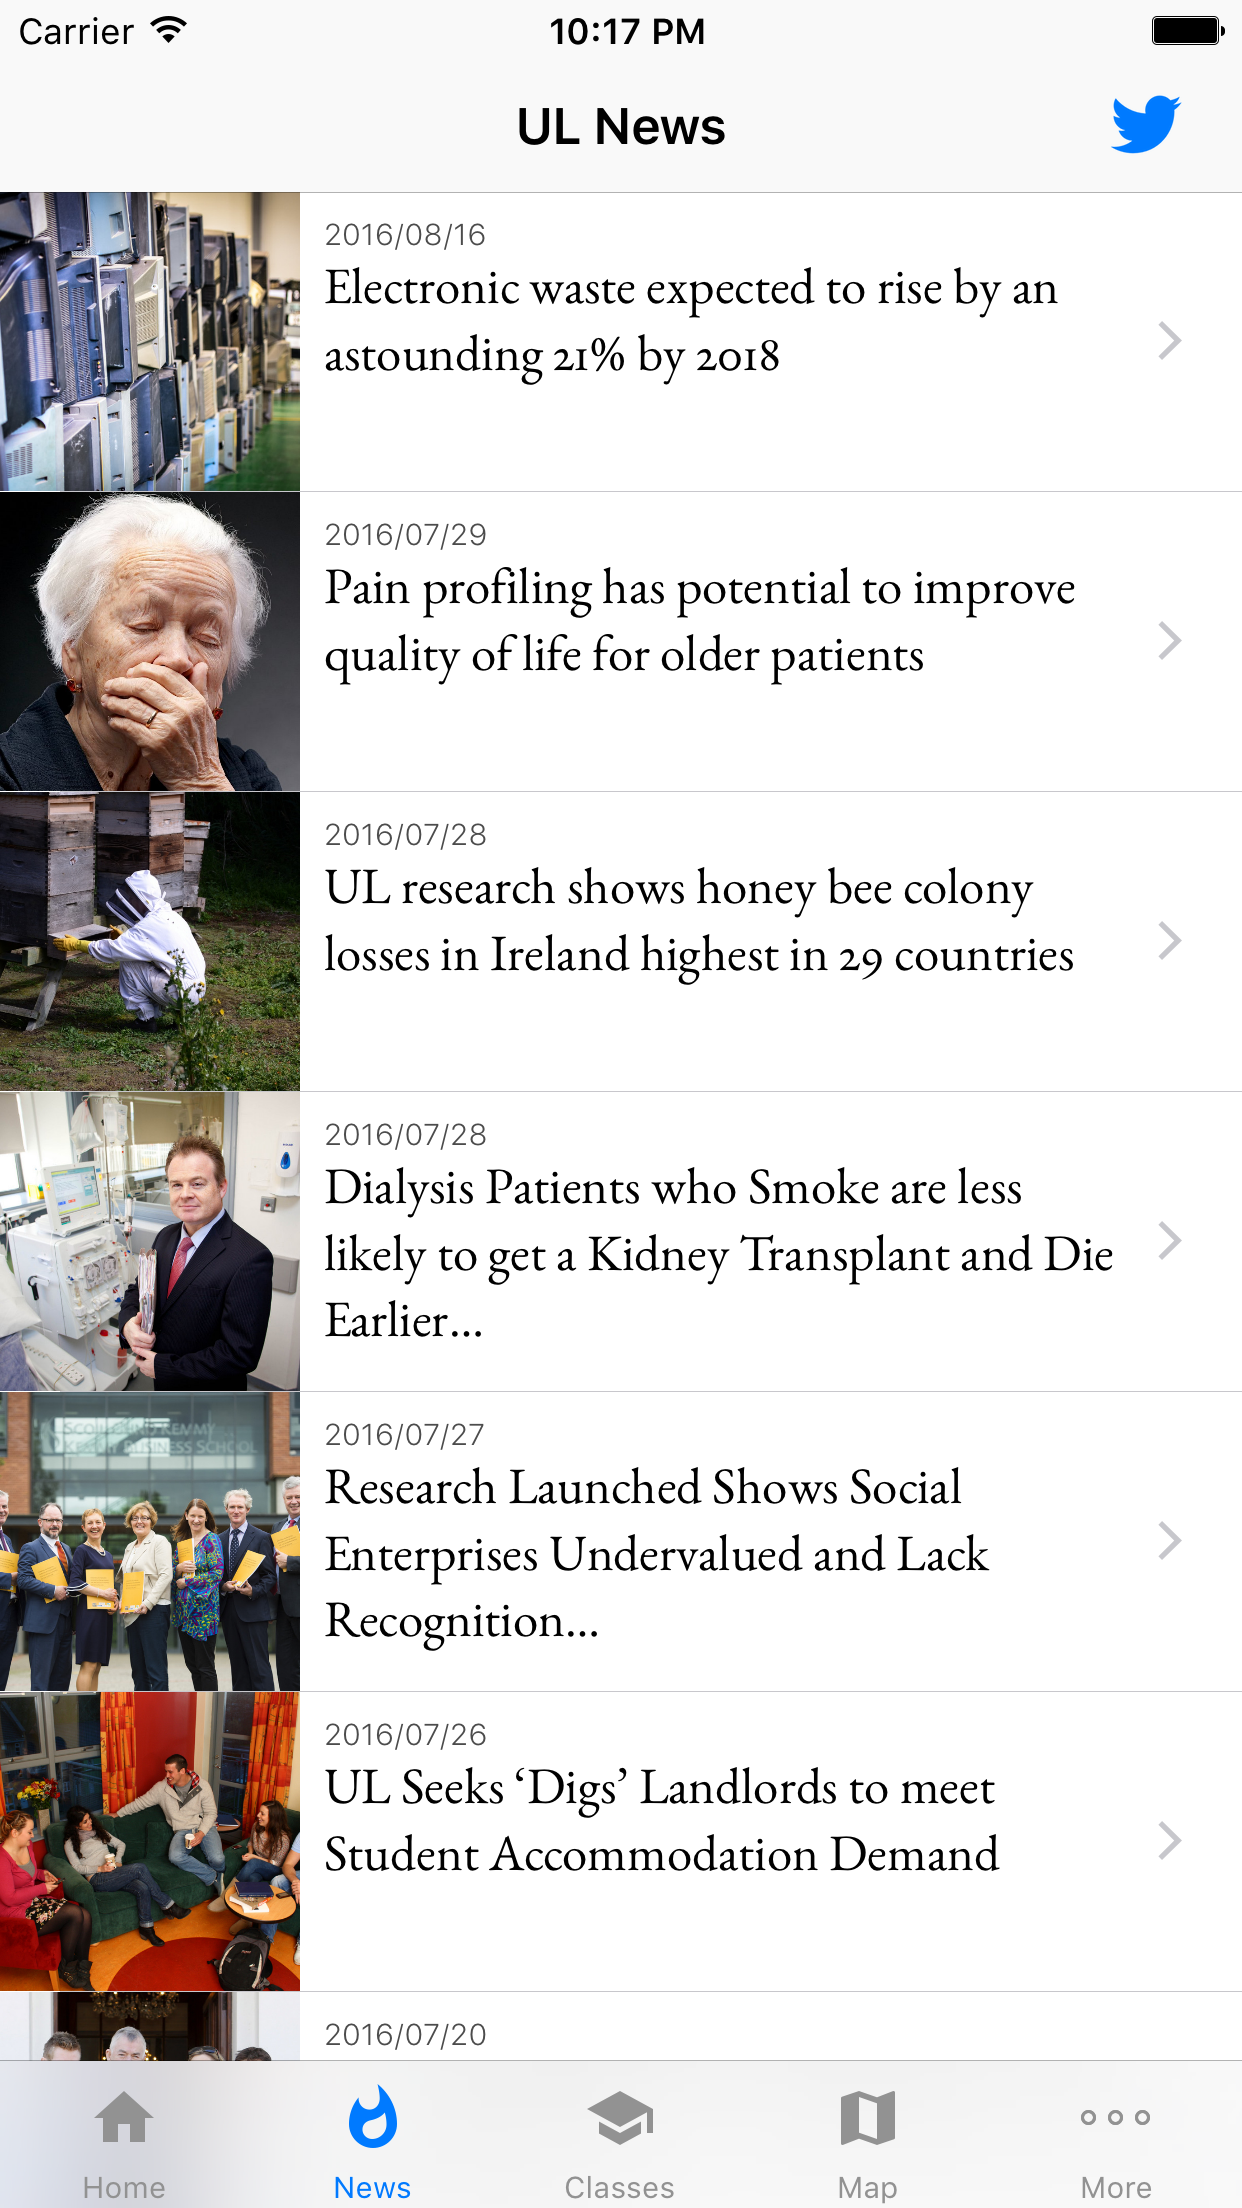 Carrier 10:17 PM
UL News
2016/08/16
Electronic waste expected to rise by an
astounding 21% by 2018
2016/07/29
Pain profiling has potential to improve
quality of life for older patients
2016/07/28
UL research shows honey bee colony
losses in Ireland highest in 29 countries
2016/07/28
Dialysis Patients who Smoke are less
likely to get a Kidney Transplant and Die
Earlier...
KEMMY
BUSINESS SCHOOL
2016/07/27
Research Launched Shows Social
Enterprises Undervalued and Lack
Recognition...
2016/07/26
UL Seeks ‘Digs’ Landlords to meet
Student Accommodation Demand
2016/07/20
Home News Classes Map More